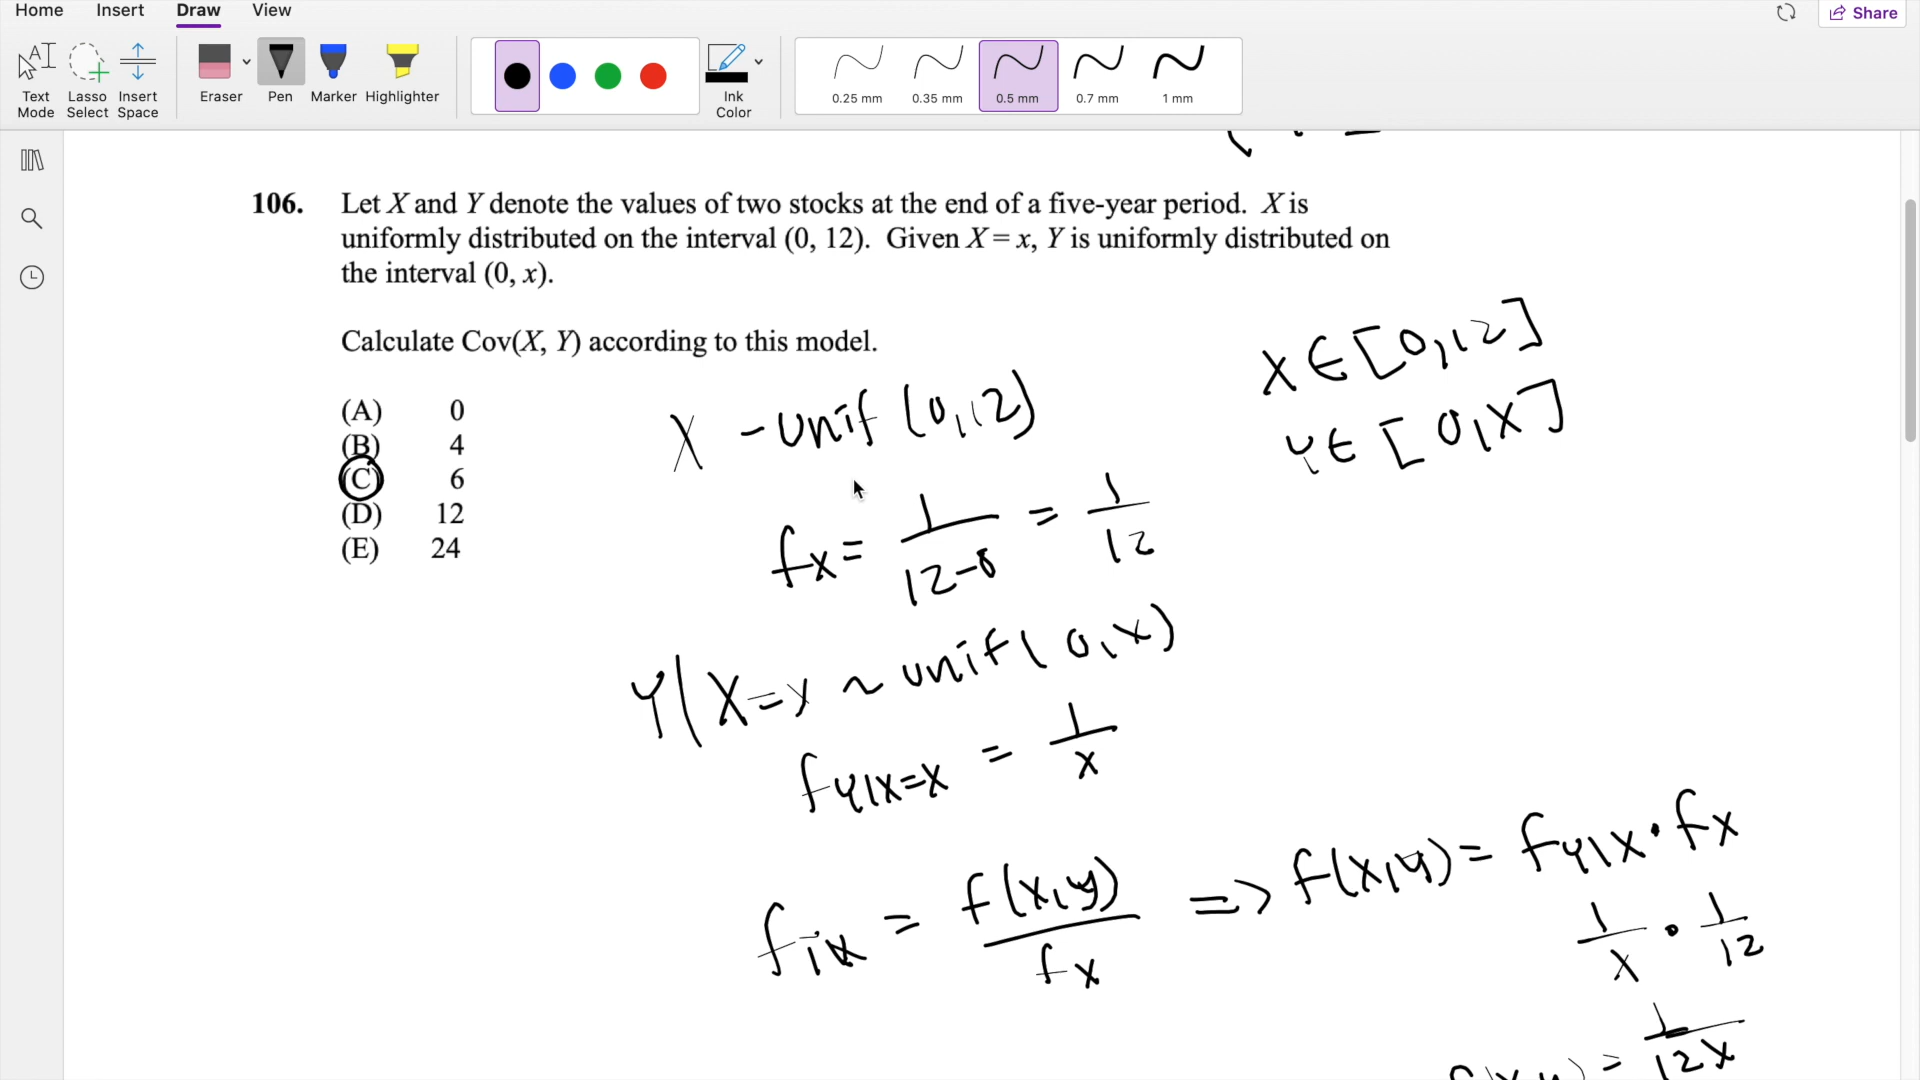 Home Insert Draw View Share
Text Mode
Lasso Select
Insert Space
Eraser
Pen
Marker
Highlighter
Ink Color
0.25 mm
0.35 mm
0.5 mm
0.7 mm
1 mm
106. Let X and Y denote the values of two stocks at the end of a five-year period. X is
uniformly distributed on the interval (0, 12). Given X = x, Y is uniformly distributed on
the interval (0, x).
Calculate Cov(X, Y) according to this model.
(A) 0
(B) 4
(C) 6
(D) 12
(E) 24
X ∈ [0,12]
Y ∈ [0,X]
X - unif (0,12)
fx = 1/(12-0) = 1/12
Y|X=x ~ unif(0,x)
fY|X=x = 1/x
f(x,y)/fx => f(x,y) = fY|X · fX
1/x · 1/12
= 1/12x